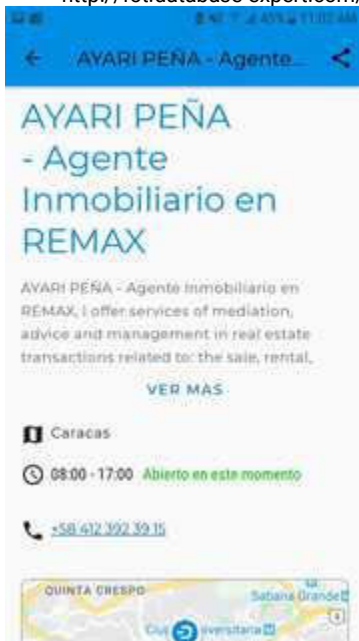 AYARI PEÑA - Agente...
AYARI PEÑA
- Agente
Inmobiliario en
REMAX
AYARI PEÑA - Agente Inmobiliario en
REMAX, I offer services of mediation,
advice and management in real estate
transactions related to: the sale, rental,
VER MAS
Caracas
08:00 - 17:00 Abierto en este momento
+58 412 392 39 15
QUINTA CRESPO
Sabana Grande